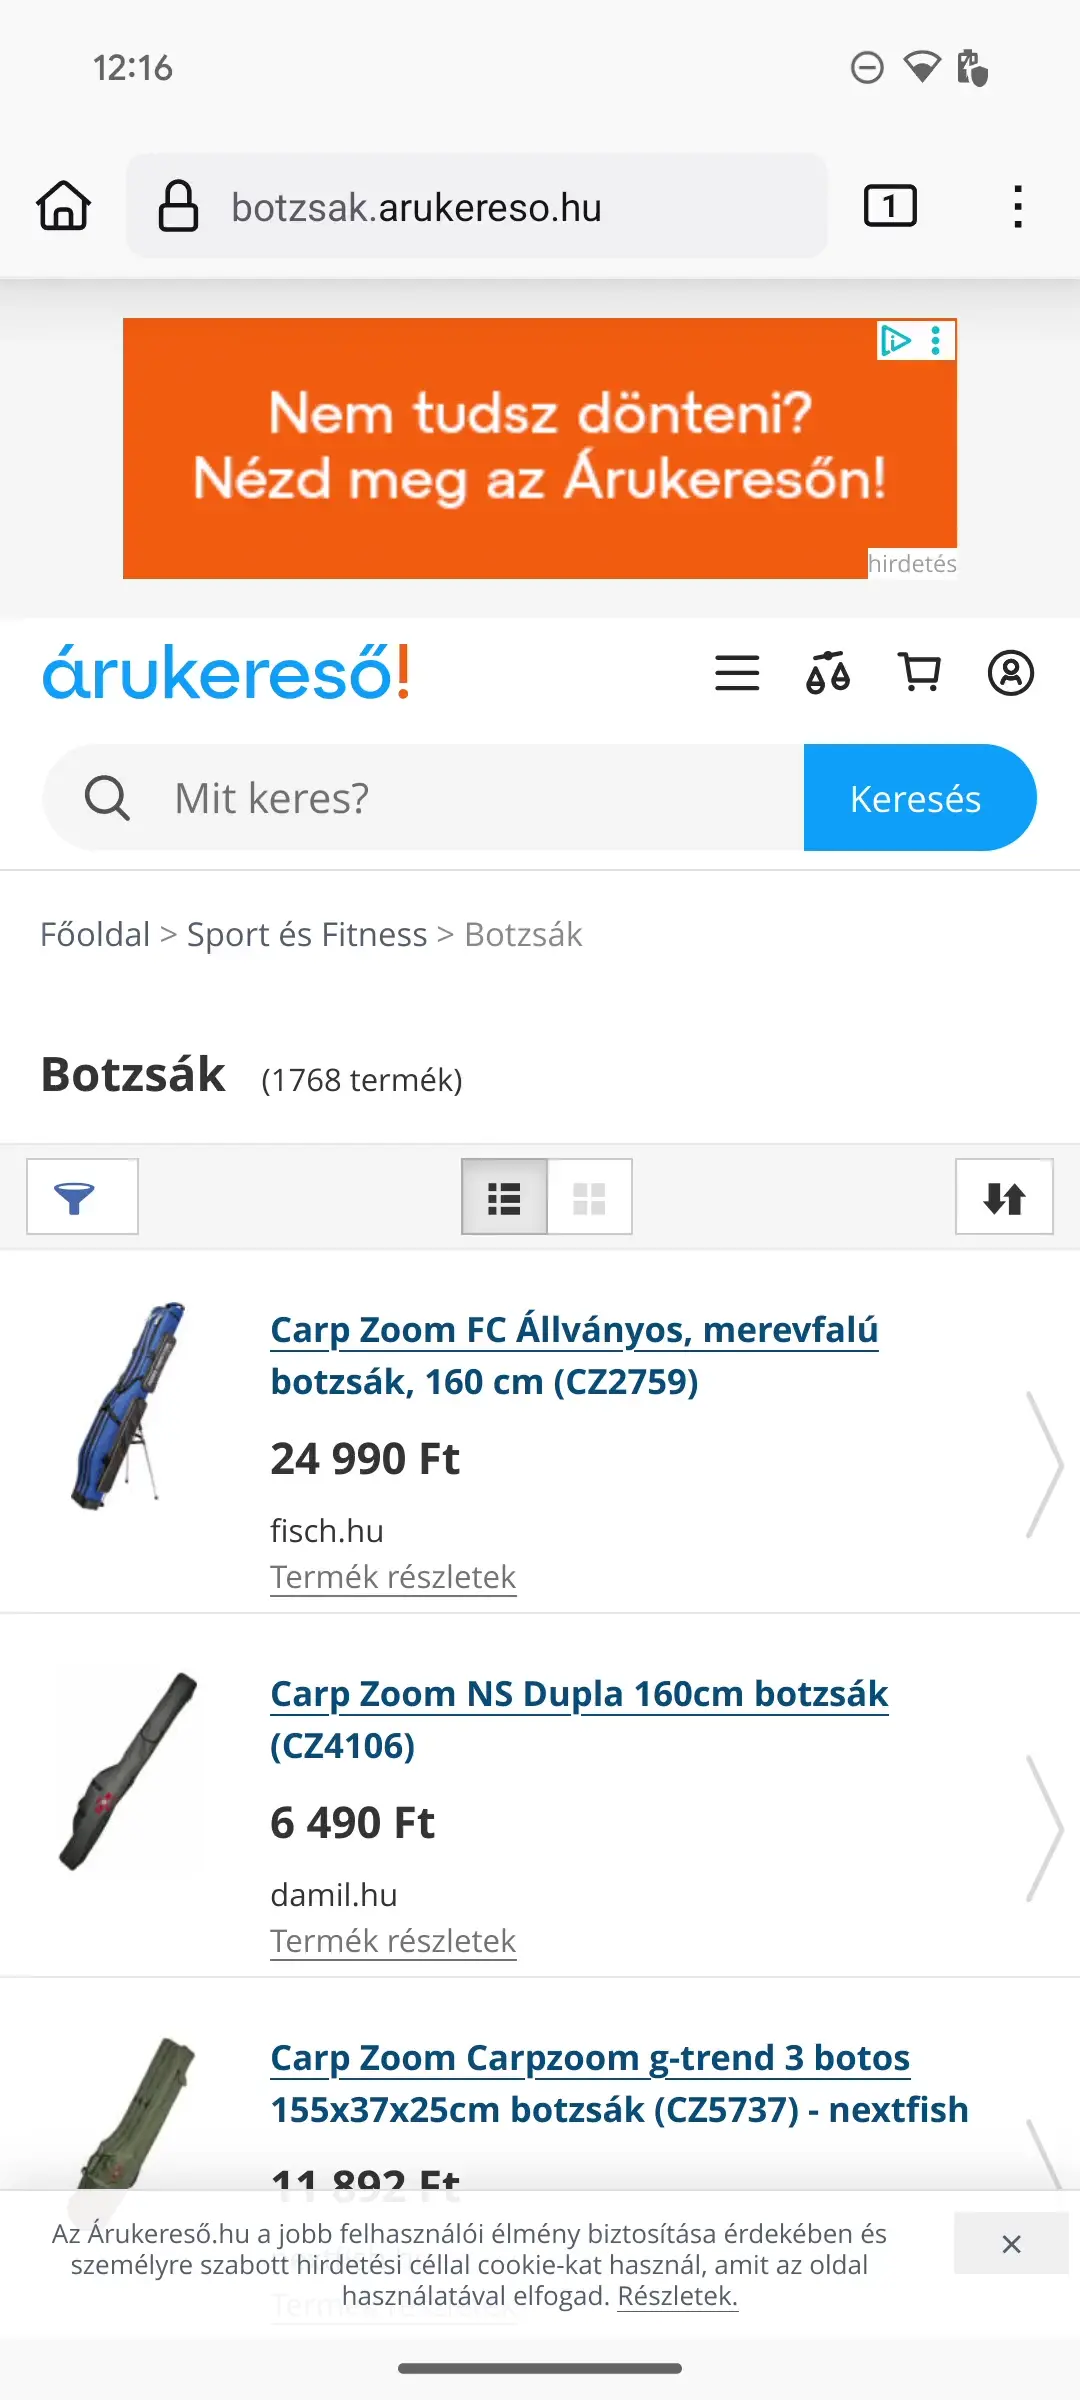 12:16
botzsak.arukereso.hu
1
Nem tudsz dönteni?
Nézd meg az Árukeresőn!
hirdetés
árukereső!
Mit keres?
Keresés
Főoldal > Sport és Fitness > Botzsák
Botzsák (1768 termék)
Carp Zoom FC Állványos, merevfalú
botzsák, 160 cm (CZ2759)
24 990 Ft
fisch.hu
Termék részletek
Carp Zoom NS Dupla 160cm botzsák
(CZ4106)
6 490 Ft
damil.hu
Termék részletek
Carp Zoom Carpzoom g-trend 3 botos
155x37x25cm botzsák (CZ5737) - nextfish
11 892 Ft
Az Árukereső.hu a jobb felhasználói élmény biztosítása érdekében és
személyre szabott hirdetési céllal cookie-kat használ, amit az oldal
használatával elfogad. Részletek.